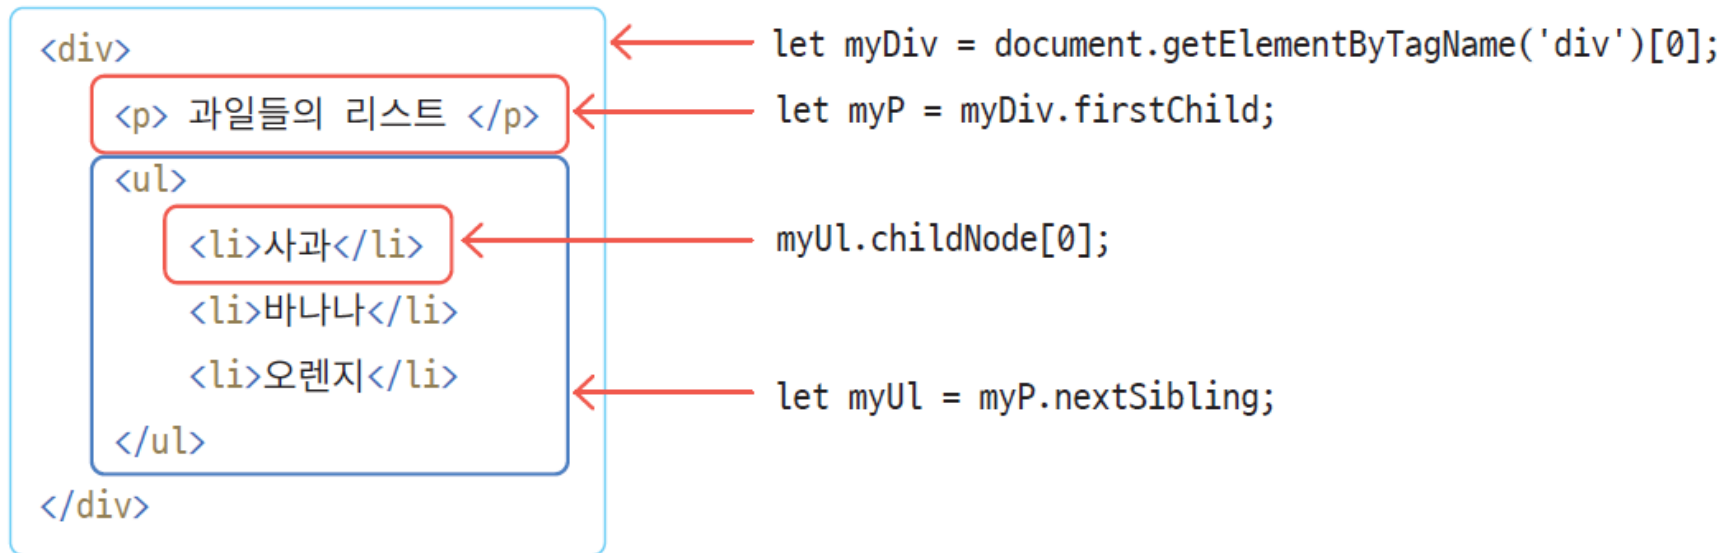 <div> let myDiv = document.getElementByTagName('div')[0];
<p> 과일들의 리스트 </p> let myP = myDiv.firstChild;
<ul>
<li>사과</li> myUl.childNode[0];
<li>바나나</li>
<li>오렌지</li> let myUl = myP.nextSibling;
</ul>
</div>